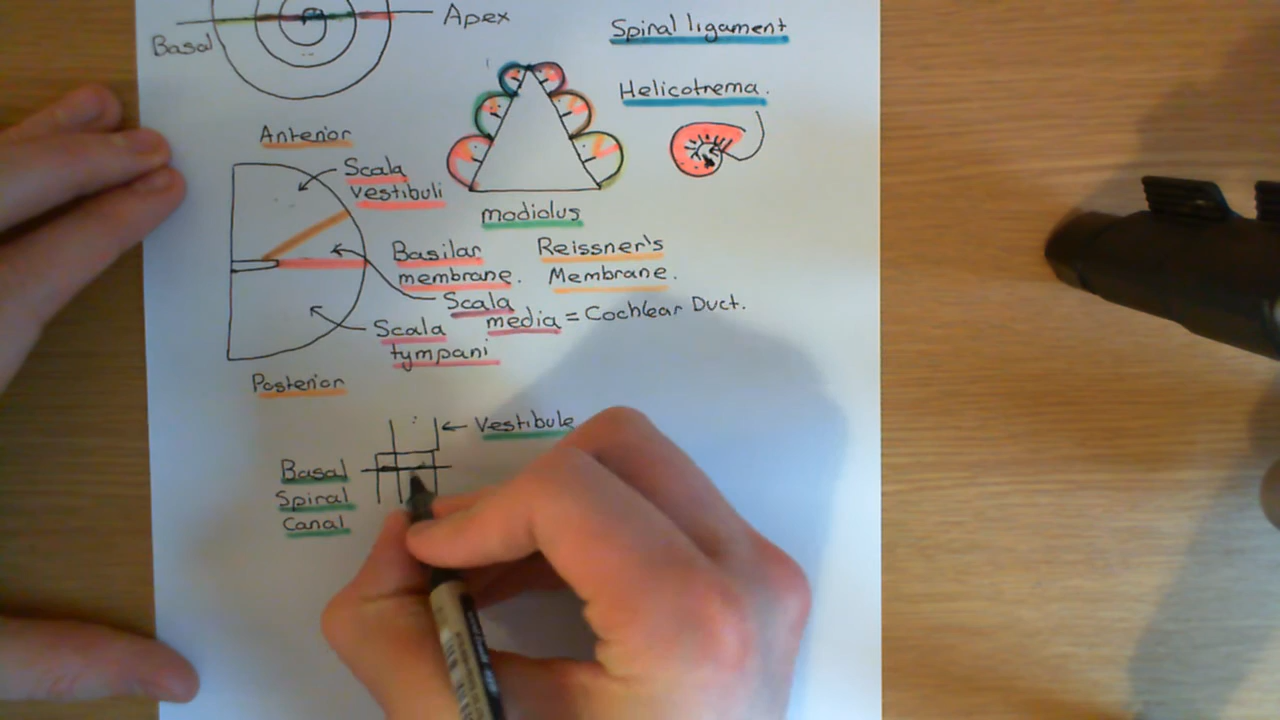 Apex
Basal
Spiral ligament
Helicotrema.
Anterior
Scala
vestibuli
modiolus
Basilar
membrane.
Reissner's
Membrane.
Scala
media = Cochlear Duct.
Scala
tympani
Posterior
Vestibule
Basal
Spiral
Canal